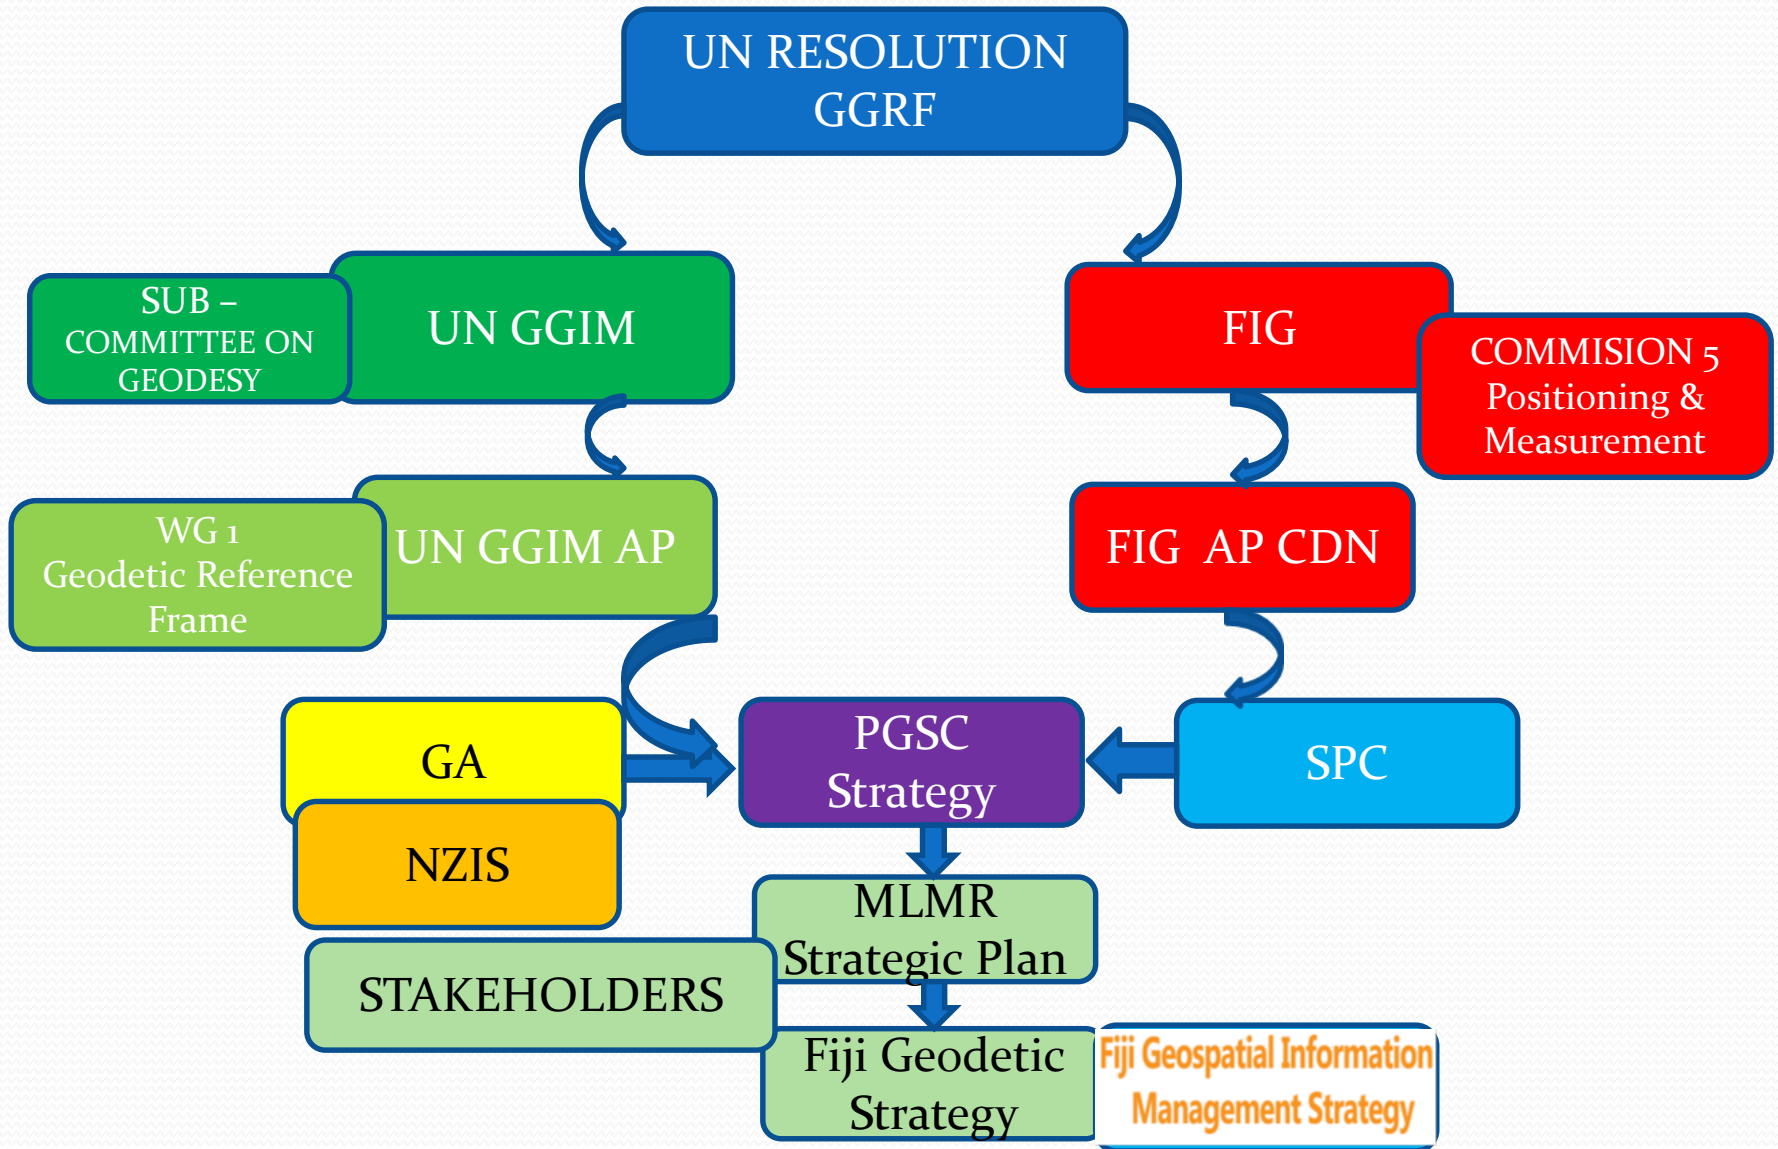 UN RESOLUTION
GGRF
SUB –
COMMITTEE ON
GEODESY
UN GGIM
FIG
COMMISION 5
Positioning &
Measurement
WG 1
Geodetic Reference
Frame
UN GGIM AP
FIG AP CDN
GA
PGSC
Strategy
SPC
NZIS
MLMR
Strategic Plan
STAKEHOLDERS
Fiji Geodetic
Strategy
Fiji Geospatial Information
Management Strategy